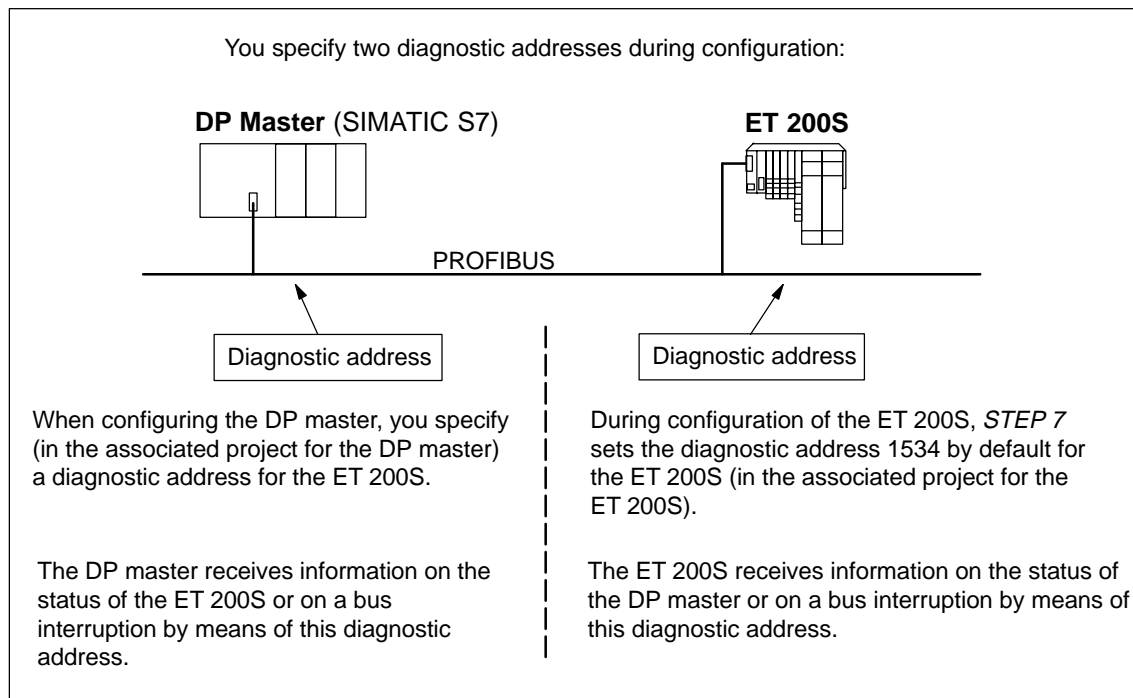 You specify two diagnostic addresses during configuration:
DP Master (SIMATIC S7)
ET 200S
PROFIBUS
Diagnostic address
Diagnostic address
When configuring the DP master, you specify
(in the associated project for the DP master)
a diagnostic address for the ET 200S.
The DP master receives information on the
status of the ET 200S or on a bus
interruption by means of this diagnostic
address.
During configuration of the ET 200S, STEP 7
sets the diagnostic address 1534 by default for
the ET 200S (in the associated project for the
ET 200S).
The ET 200S receives information on the status of
the DP master or on a bus interruption by means of
this diagnostic address.